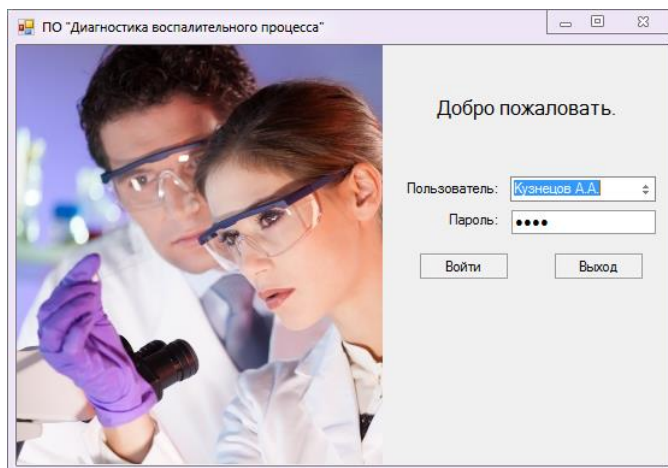 ПО "Диагностика воспалительного процесса"
Добро пожаловать.
Пользователь: Кузнецов А.А.
Пароль: ●●●●
Войти Выход